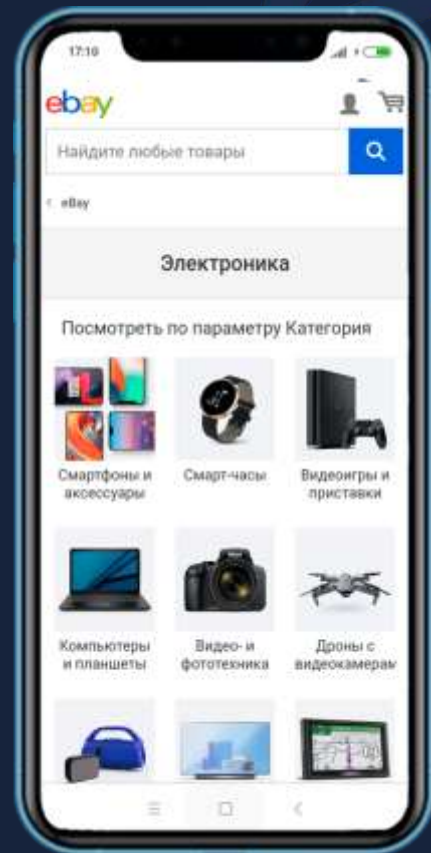 17:10
ebay
Найдите любые товары
eBay
Электроника
Посмотреть по параметру Категория
Смартфоны и
аксессуары
Смарт-часы
Видеоигры и
приставки
Компьютеры
и планшеты
Видео- и
фототехника
Дроны с
видеокамерам